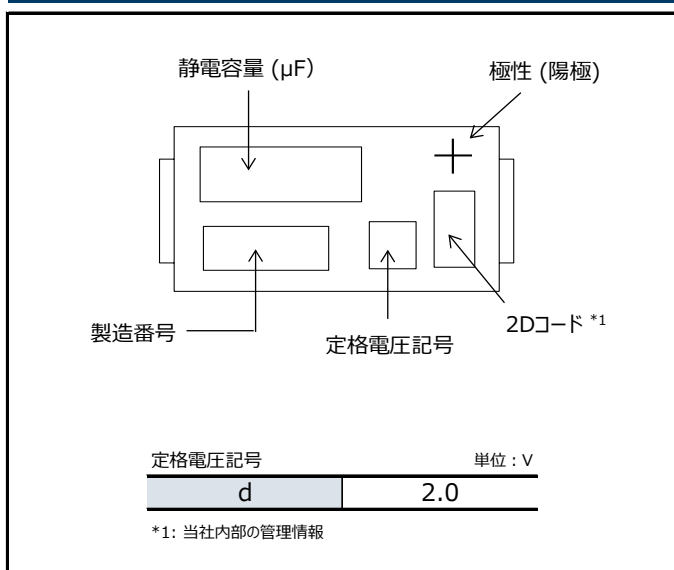 静電容量 (μF)
極性 (陽極)
製造番号
定格電圧記号
2Dコード *1
定格電圧記号 単位：V
d 2.0
*1: 当社内部の管理情報